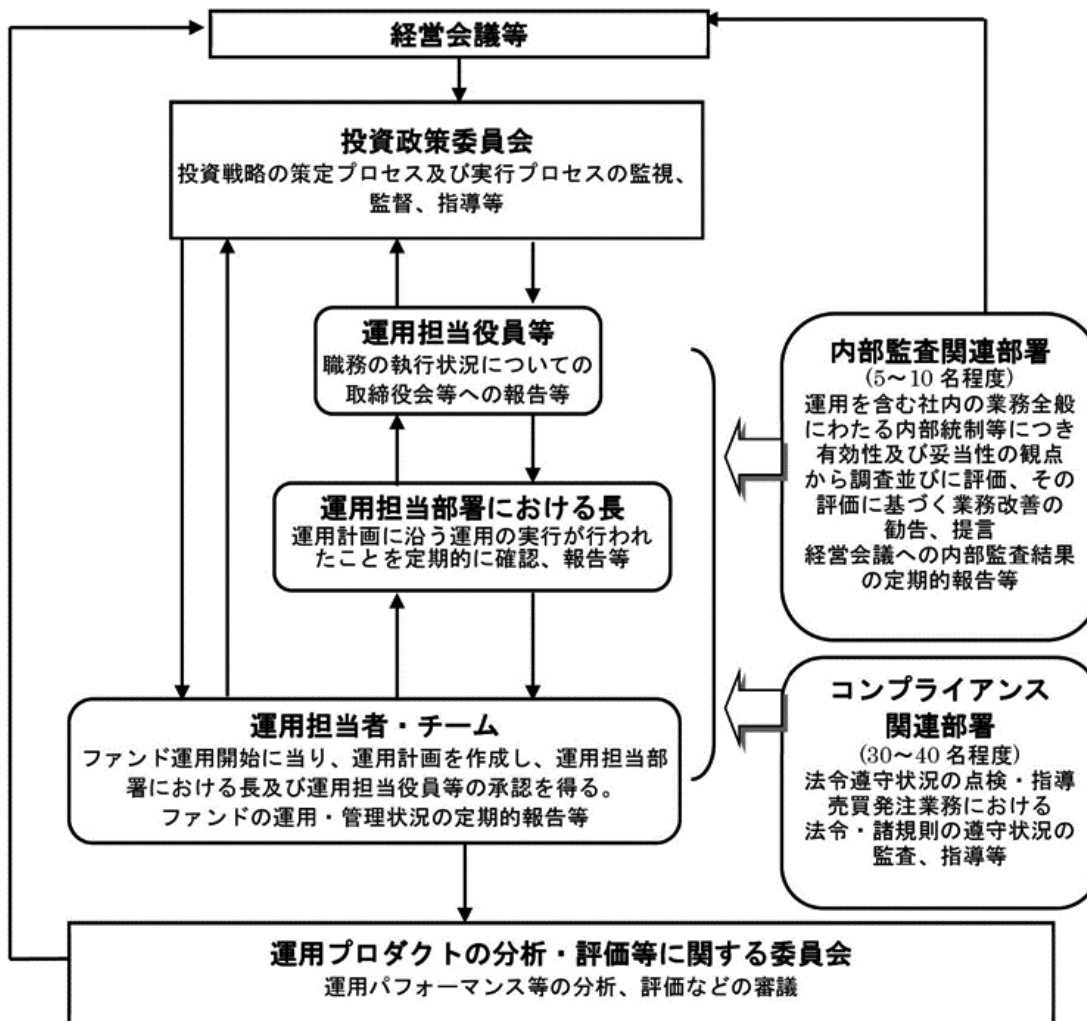 経営会議等
投資政策委員会
投資戦略の策定プロセス及び実行プロセスの監視、
監督、指導等
運用担当役員等
職務の執行状況についての
取締役会等への報告等
運用担当部署における長
運用計画に沿う運用の実行が行われ
たことを定期的に確認、報告等
運用担当者・チーム
ファンド運用開始に当り、運用計画を作成し、運用担当部
署における長及び運用担当役員等の承認を得る。
ファンドの運用・管理状況の定期的報告等
内部監査関連部署
(5～10 名程度)
運用を含む社内の業務全般
にわたる内部統制等につき
有効性及び妥当性の観点
から調査並びに評価、その
評価に基づく業務改善の
勧告、提言
経営会議への内部監査結果
の定期的報告等
コンプライアンス
関連部署
(30～40 名程度)
法令遵守状況の点検・指導
売買発注業務における
法令・諸規則の遵守状況の
監査、指導等
運用プロダクトの分析・評価等に関する委員会
運用パフォーマンス等の分析、評価などの審議